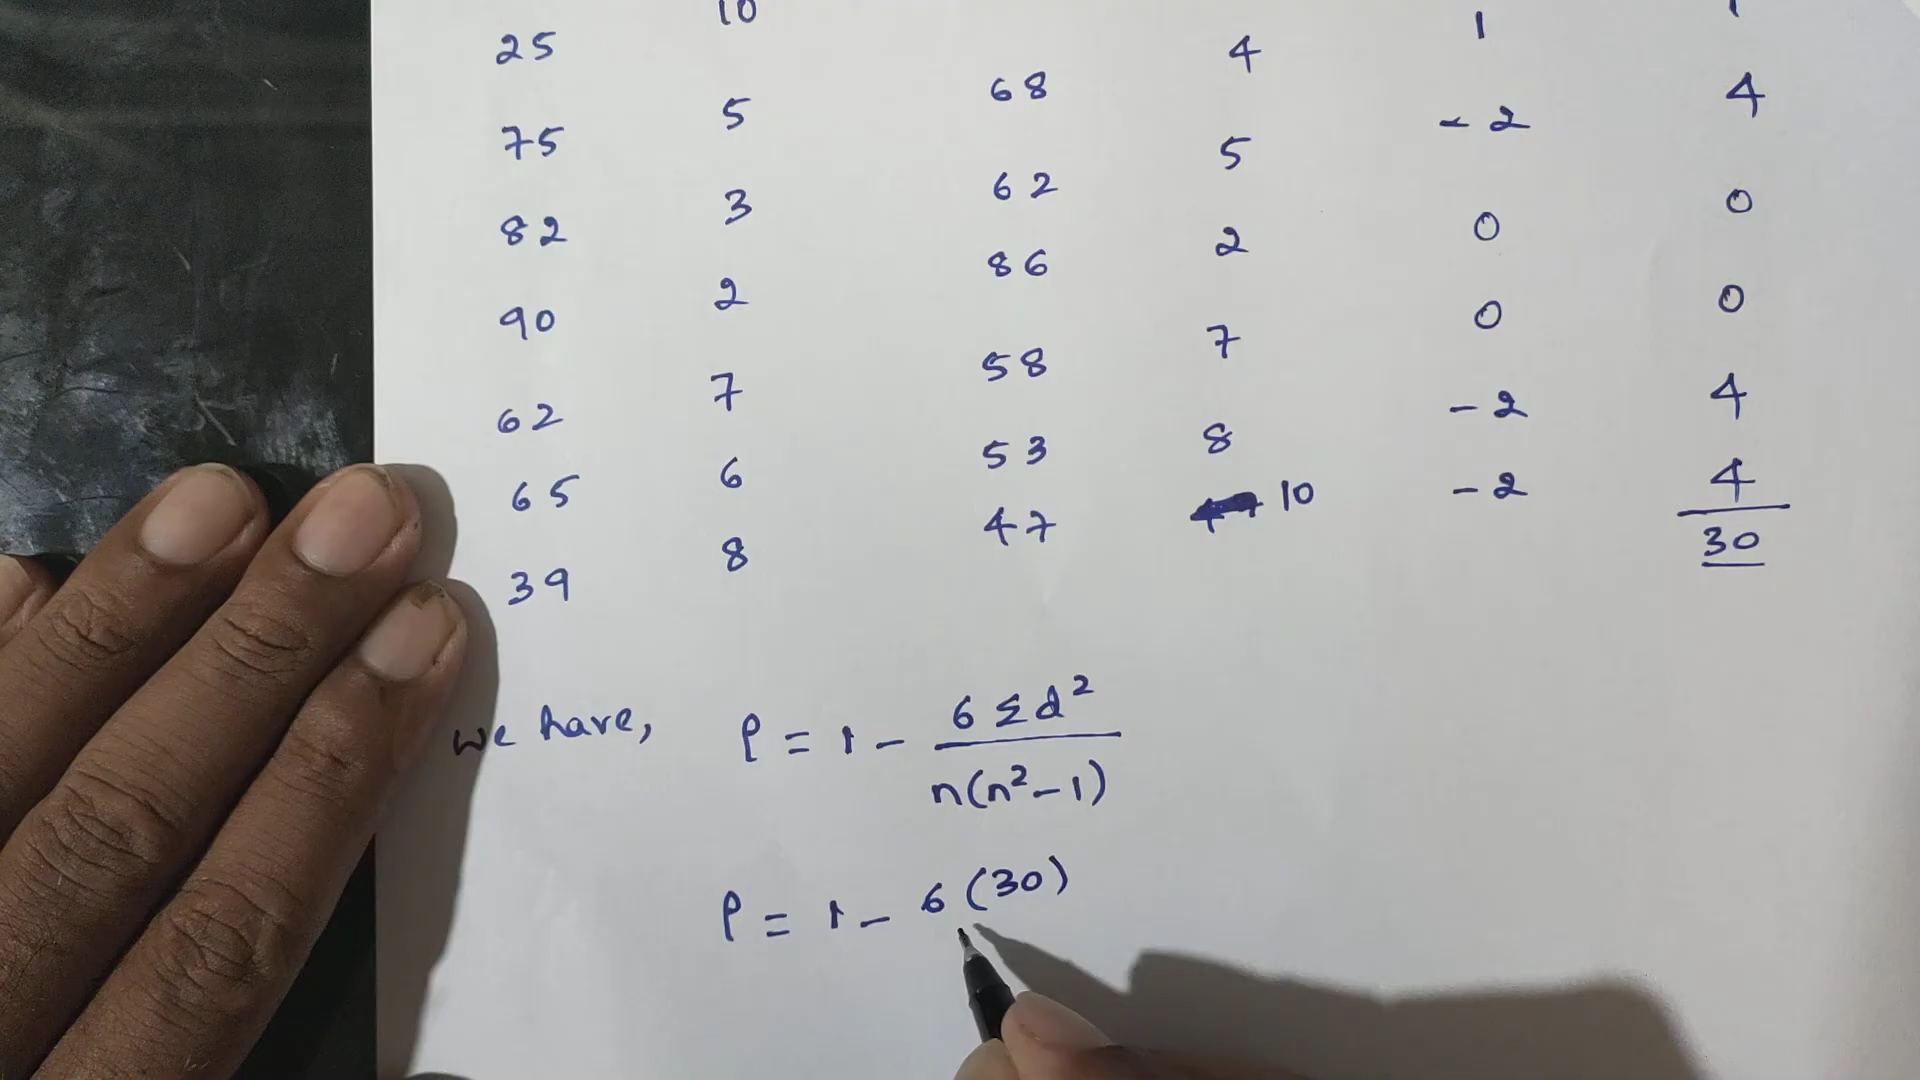 25 10 4 1 1
75 5 68 5 - 2 4
82 3 62 2 0 0
90 2 86 7 0 0
62 7 58 8 - 2 4
65 6 53 10 - 2 4
39 8 47 30
we have, ρ = 1 - 6 Σd² / n(n² - 1)
ρ = 1 - 6 (30)